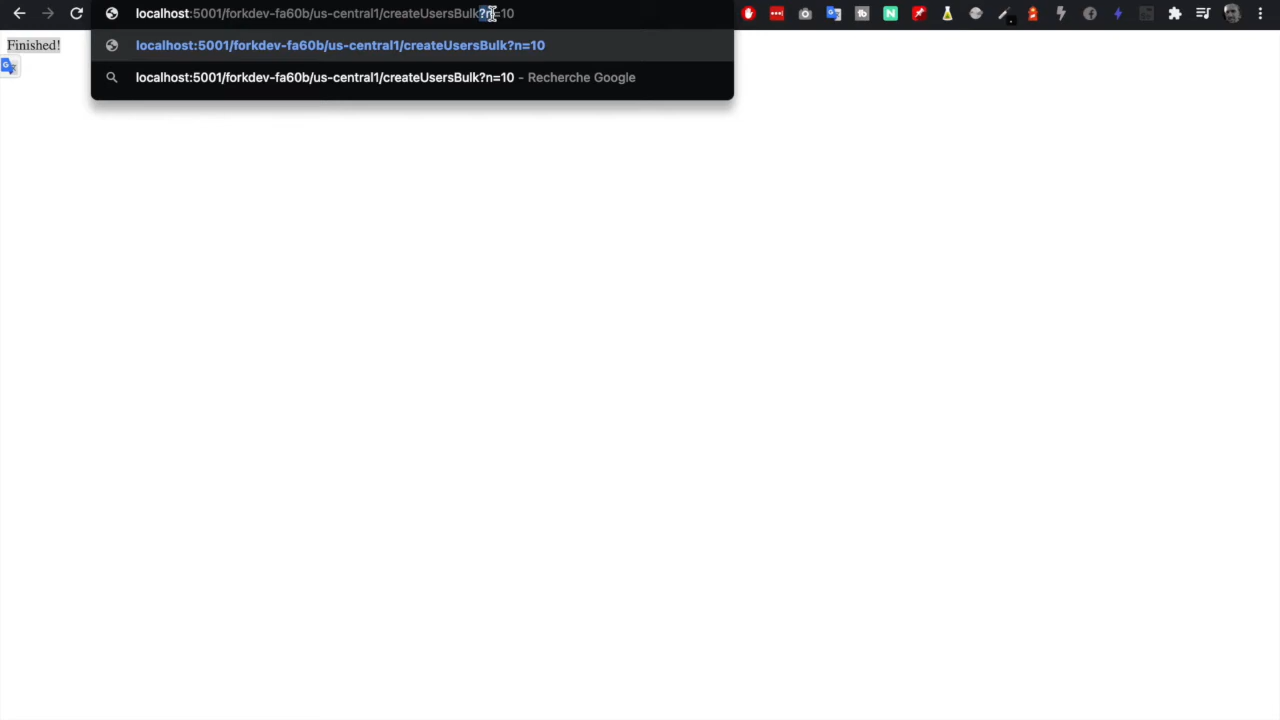 localhost:5001/forkdev-fa60b/us-central1/createUsersBulk?n=10
Finished!
localhost:5001/forkdev-fa60b/us-central1/createUsersBulk?n=10
localhost:5001/forkdev-fa60b/us-central1/createUsersBulk?n=10 - Recherche Google